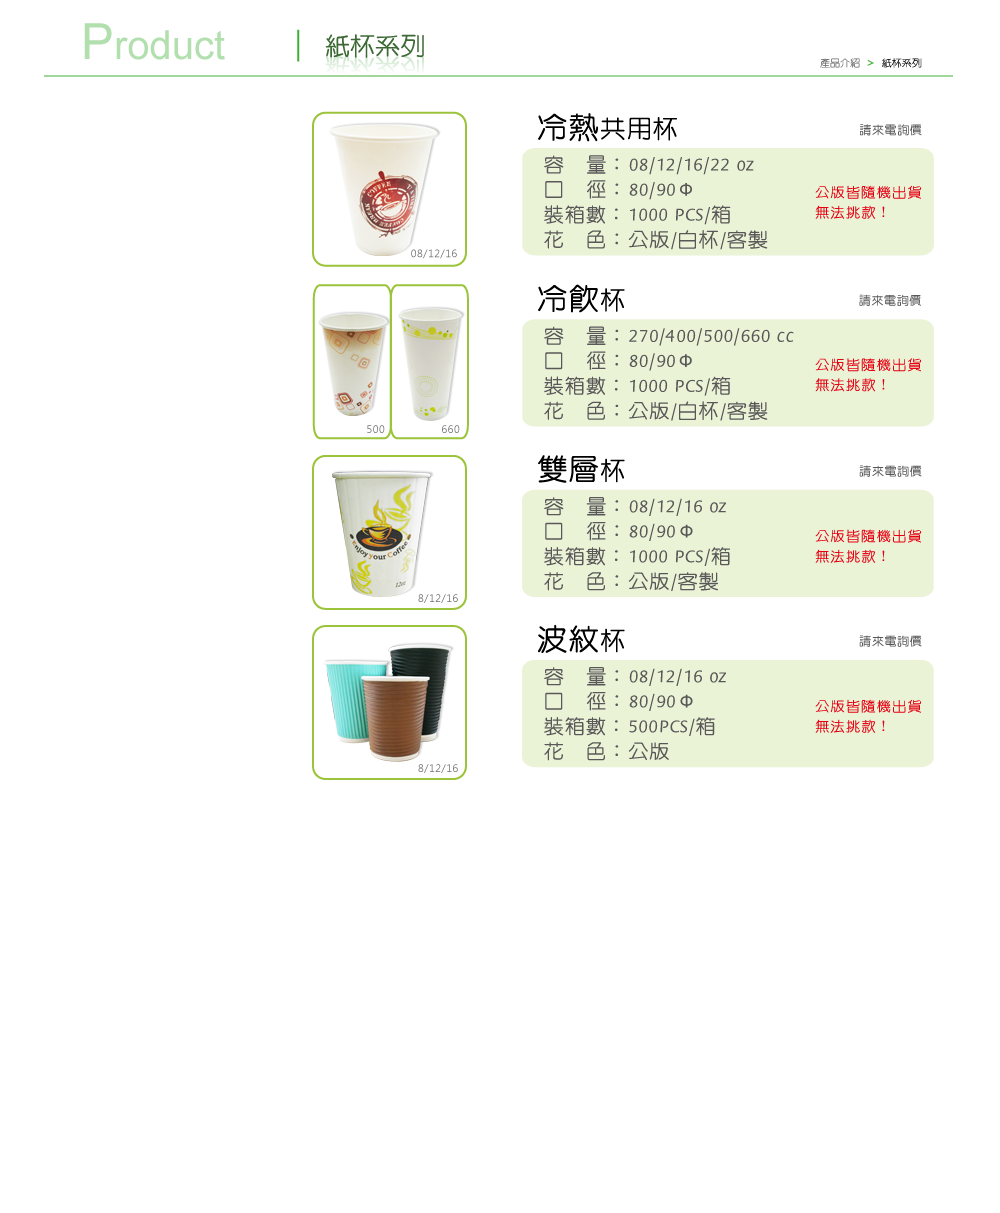 Product
紙杯系列
產品介紹 > 紙杯系列
冷熱共用杯
請來電詢價
容 量：08/12/16/22 oz
口 徑：80/90 Φ
裝箱數：1000 PCS/箱
花 色：公版/白杯/客製
公版皆隨機出貨
無法挑款！
08/12/16
冷飲杯
請來電詢價
容 量：270/400/500/660 cc
口 徑：80/90 Φ
裝箱數：1000 PCS/箱
花 色：公版/白杯/客製
公版皆隨機出貨
無法挑款！
500
660
雙層杯
請來電詢價
容 量：08/12/16 oz
口 徑：80/90 Φ
裝箱數：1000 PCS/箱
花 色：公版/客製
公版皆隨機出貨
無法挑款！
enjoy your Coffee
12oz
8/12/16
波紋杯
請來電詢價
容 量：08/12/16 oz
口 徑：80/90 Φ
裝箱數：500PCS/箱
花 色：公版
公版皆隨機出貨
無法挑款！
8/12/16